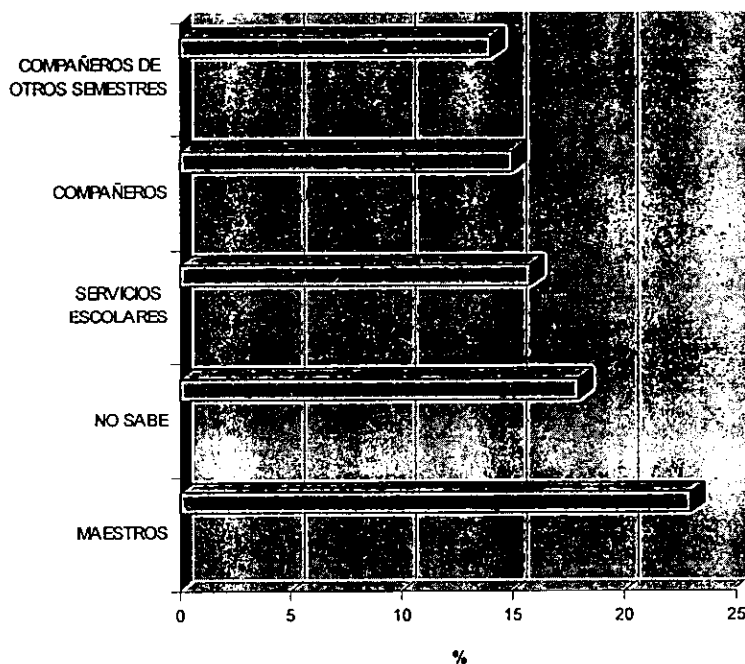 COMPAÑEROS DE
OTROS SEMESTRES
COMPAÑEROS
SERVICIOS
ESCOLARES
NO SABE
MAESTROS
0 5 10 15 20 25
%